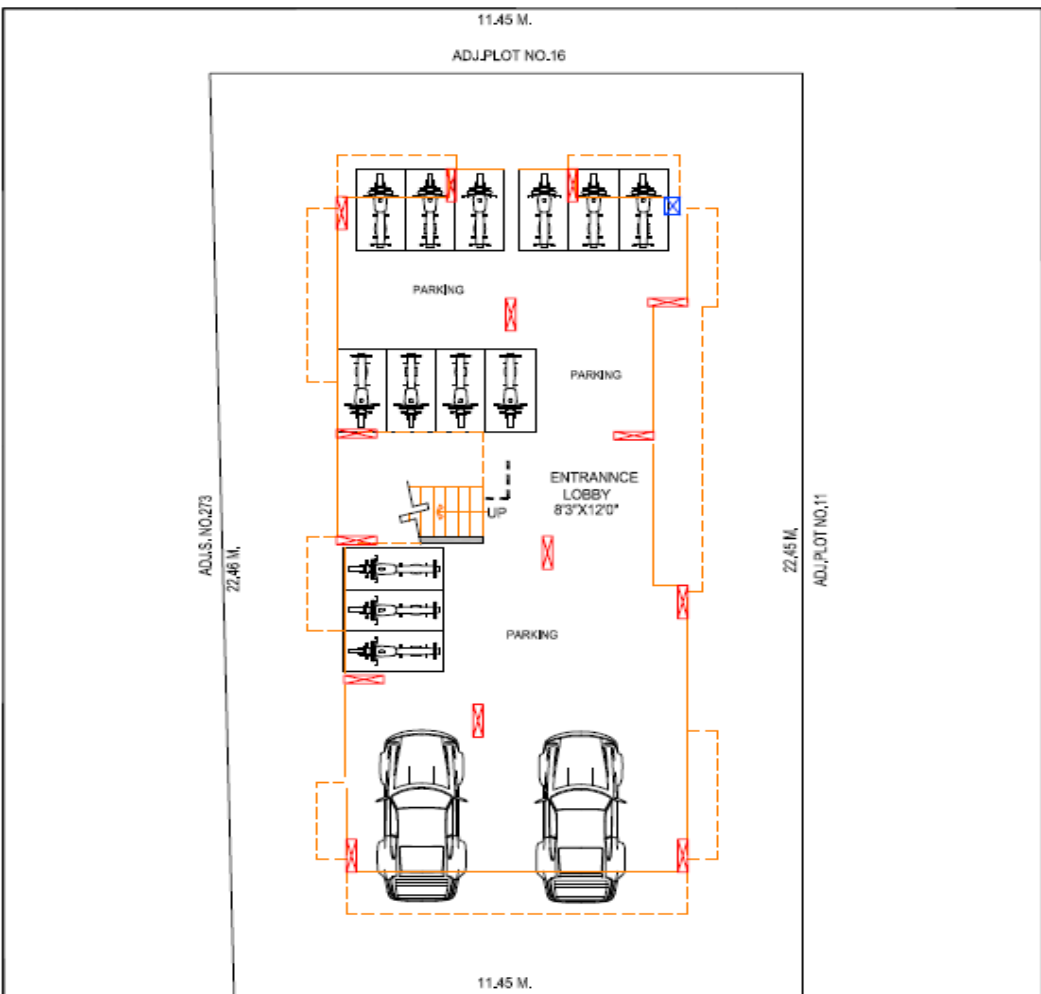 11.45 M.
ADJ.PLOT NO.16
PARKING
PARKING
ENTRANNCE
LOBBY
8'3"X12'0"
UP
ADJ.S. NO.273
22.46 M.
22.45 M.
ADJ.PLOT NO.11
PARKING
11.45 M.